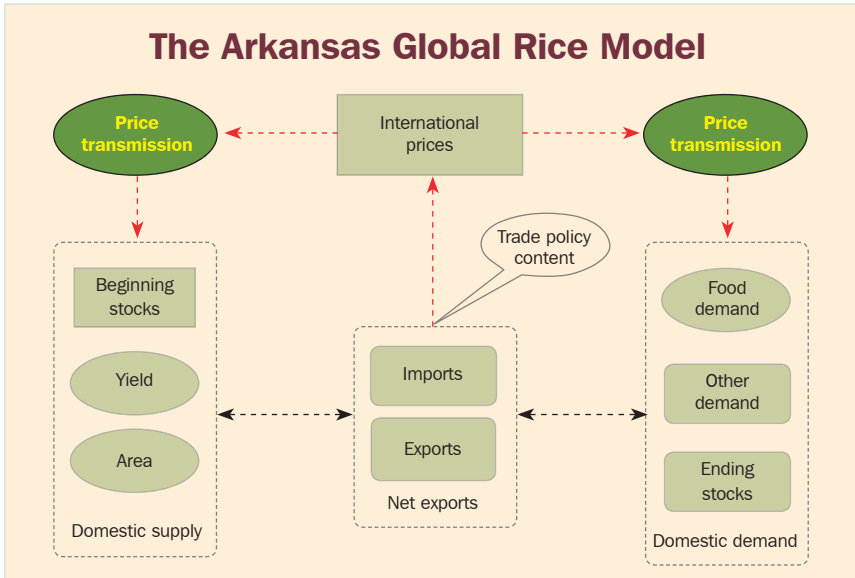 The Arkansas Global Rice Model
Price
transmission
International
prices
Price
transmission
Trade policy
content
Beginning
stocks
Yield
Area
Domestic supply
Imports
Exports
Net exports
Food
demand
Other
demand
Ending
stocks
Domestic demand